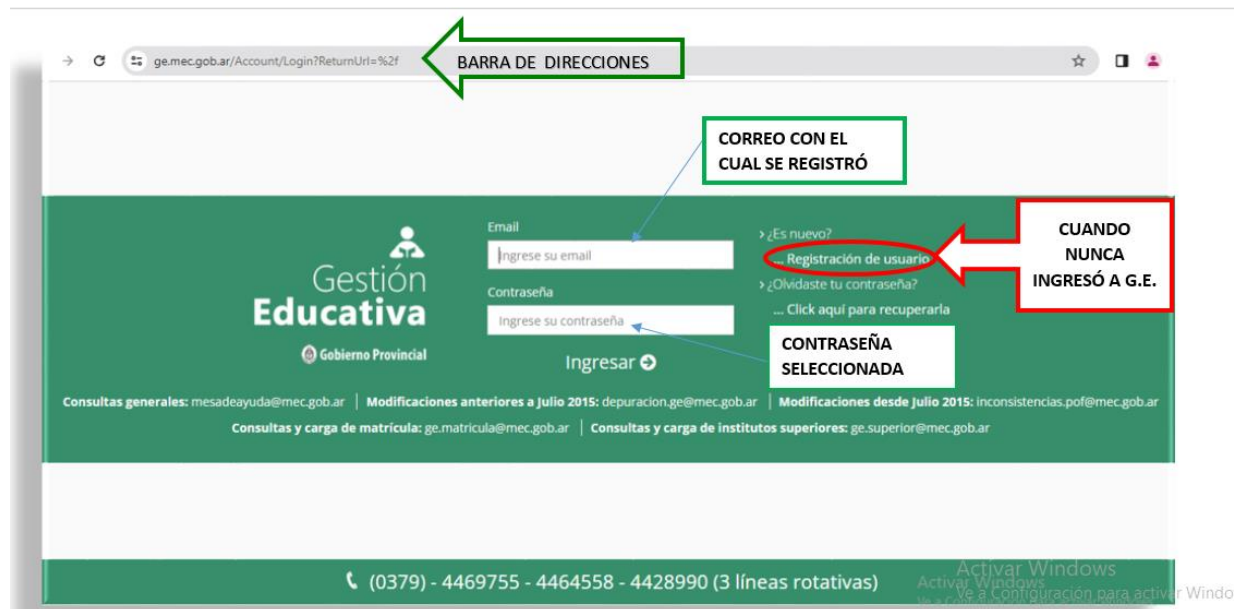 ge.mec.gob.ar/Account/Login?ReturnUrl=%2f
BARRA DE DIRECCIONES
CORREO CON EL
CUAL SE REGISTRÓ
Gestión
Educativa
Gobierno Provincial
Email
Ingrese su email
Contraseña
Ingrese su contraseña
Ingresar
> ¿Es nuevo?
... Registración de usuario
> ¿Olvidaste tu contraseña?
... Click aquí para recuperarla
CUANDO
NUNCA
INGRESÓ A G.E.
CONTRASEÑA
SELECCIONADA
Consultas generales: mesadeayuda@mec.gob.ar | Modificaciones anteriores a Julio 2015: depuracion.ge@mec.gob.ar | Modificaciones desde Julio 2015: inconsistencias.pof@mec.gob.ar
Consultas y carga de matrícula: ge.matricula@mec.gob.ar | Consultas y carga de institutos superiores: ge.superior@mec.gob.ar
(0379) - 4469755 - 4464558 - 4428990 (3 líneas rotativas)
Activar Windows
Activar Windows
Ve a Configuración para activar Windo